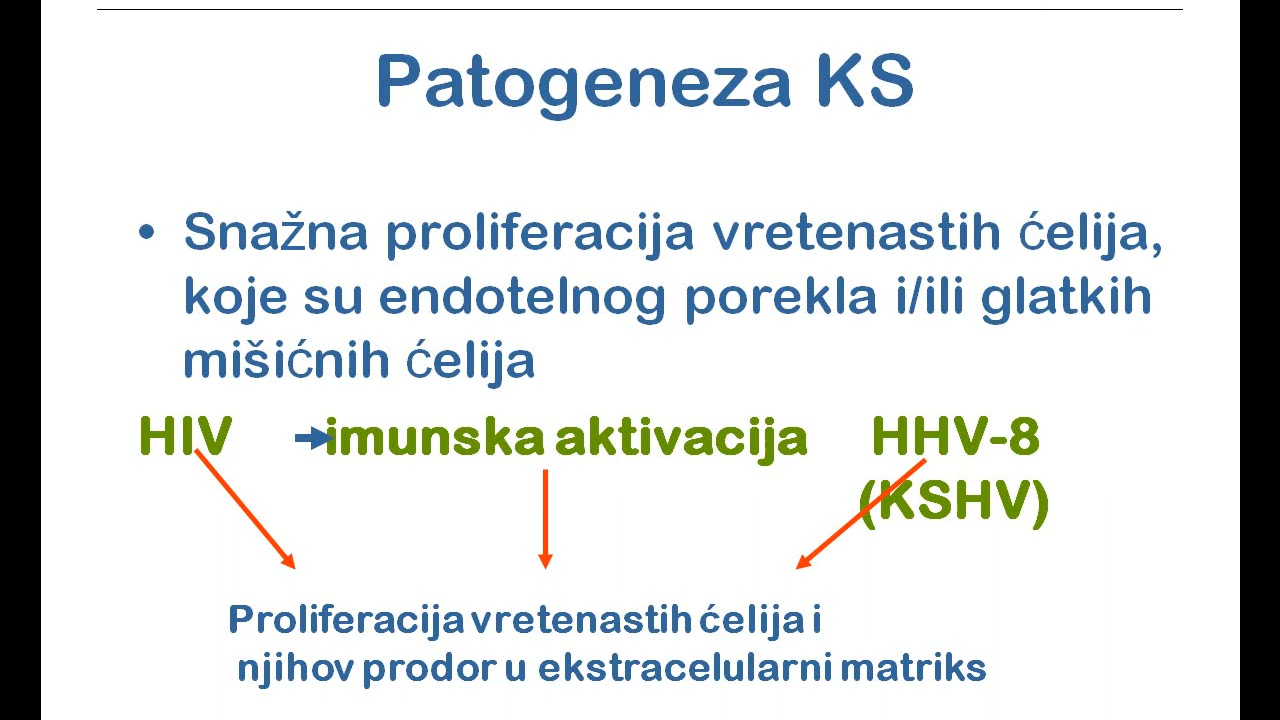 Patogeneza KS
• Snažna proliferacija vretenastih ćelija,
koje su endotelnog porekla i/ili glatkih
mišićnih ćelija
HIV imunska aktivacija HHV-8
(KSHV)
Proliferacija vretenastih ćelija i
njihov prodor u ekstracelularni matriks